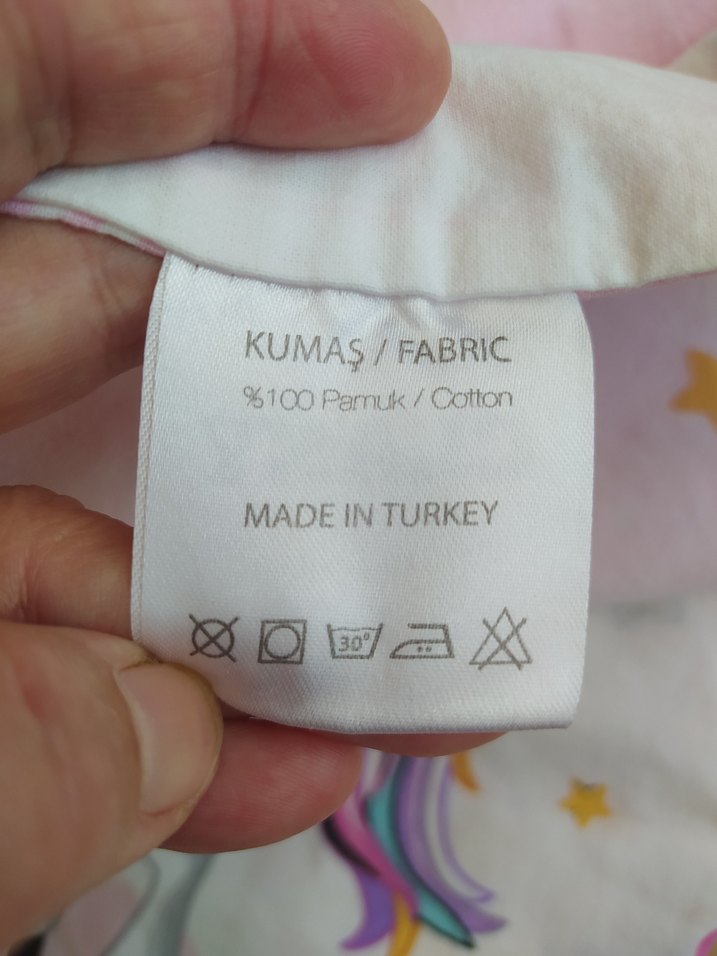 KUMAŞ / FABRIC
%100 Pamuk / Cotton
MADE IN TURKEY
30°